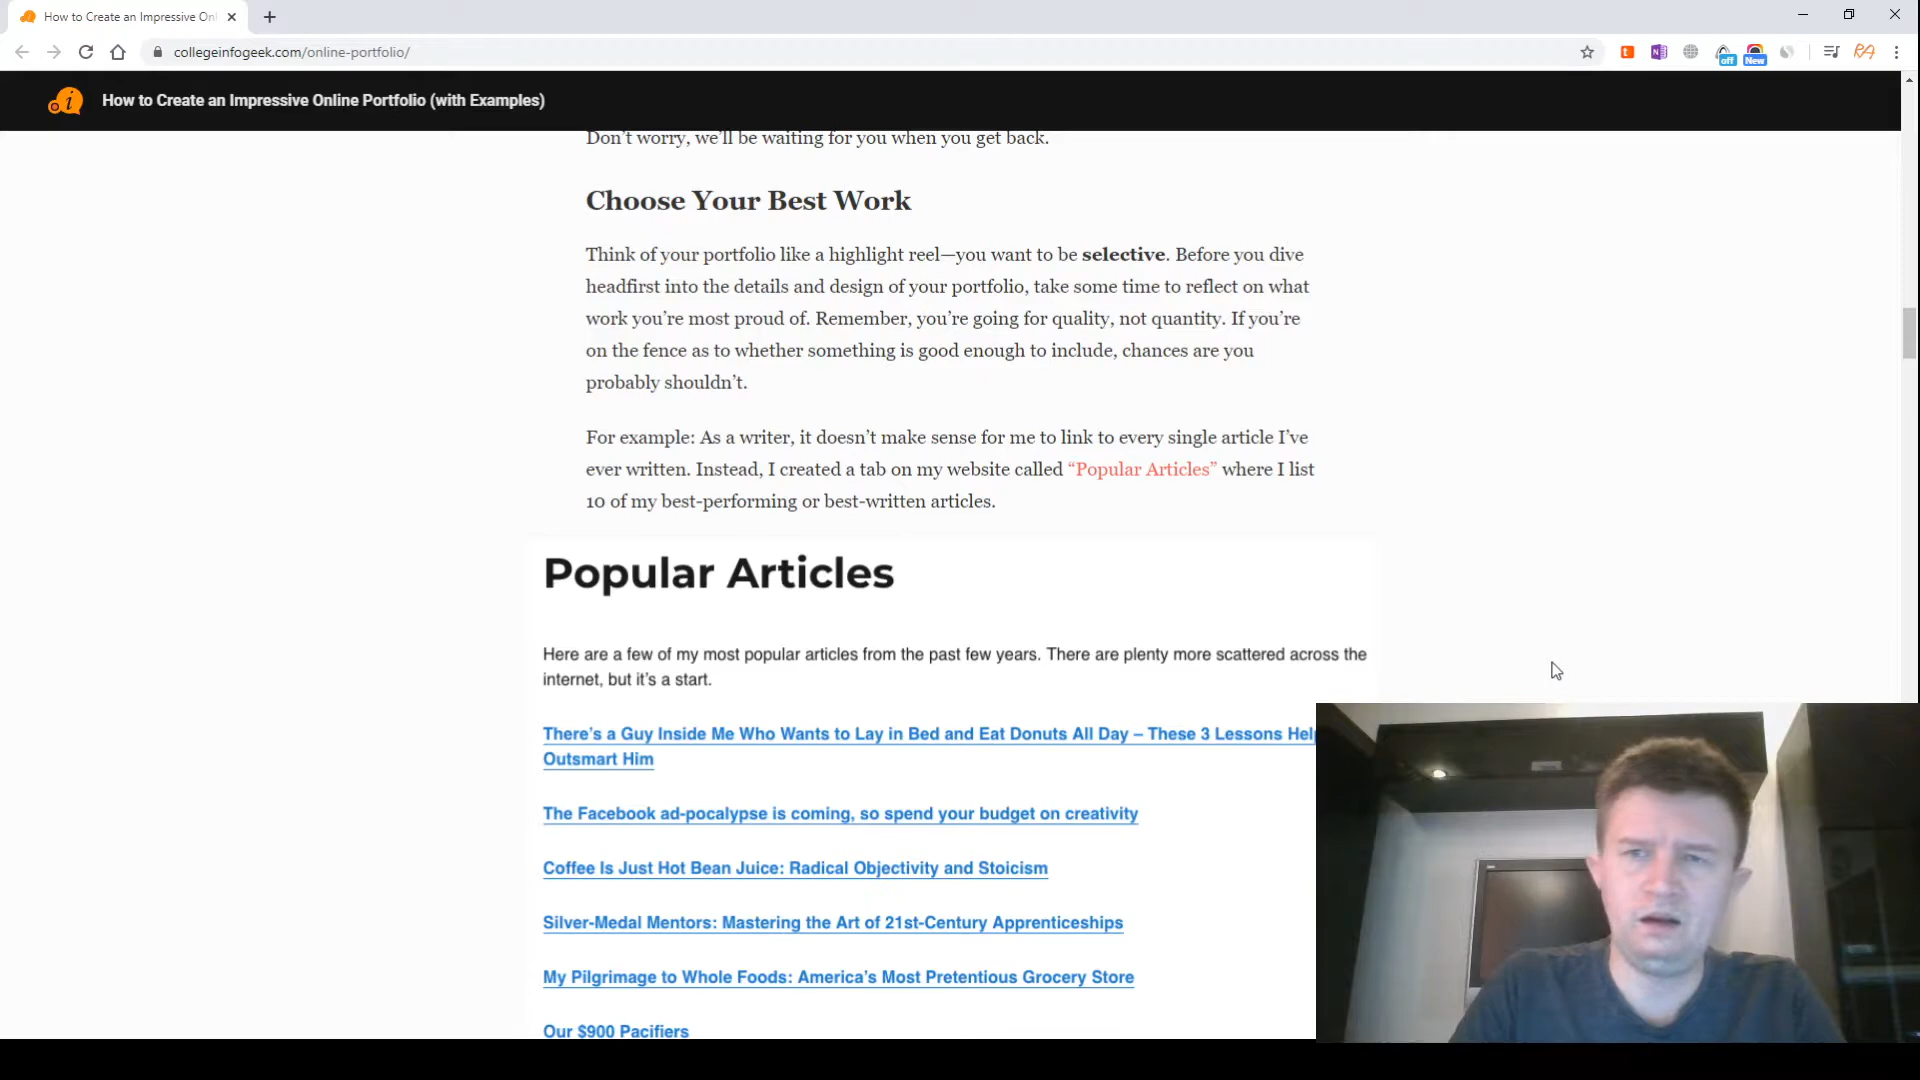 How to Create an Impressive Onl
collegeinfogeek.com/online-portfolio/
off
New
How to Create an Impressive Online Portfolio (with Examples)
Don’t worry, we’ll be waiting for you when you get back.
Choose Your Best Work
Think of your portfolio like a highlight reel—you want to be selective. Before you dive
headfirst into the details and design of your portfolio, take some time to reflect on what
work you’re most proud of. Remember, you’re going for quality, not quantity. If you’re
on the fence as to whether something is good enough to include, chances are you
probably shouldn’t.
For example: As a writer, it doesn’t make sense for me to link to every single article I’ve
ever written. Instead, I created a tab on my website called “Popular Articles” where I list
10 of my best-performing or best-written articles.
Popular Articles
Here are a few of my most popular articles from the past few years. There are plenty more scattered across the
internet, but it’s a start.
There’s a Guy Inside Me Who Wants to Lay in Bed and Eat Donuts All Day – These 3 Lessons Help
Outsmart Him
The Facebook ad-pocalypse is coming, so spend your budget on creativity
Coffee Is Just Hot Bean Juice: Radical Objectivity and Stoicism
Silver-Medal Mentors: Mastering the Art of 21st-Century Apprenticeships
My Pilgrimage to Whole Foods: America’s Most Pretentious Grocery Store
Our $900 Pacifiers